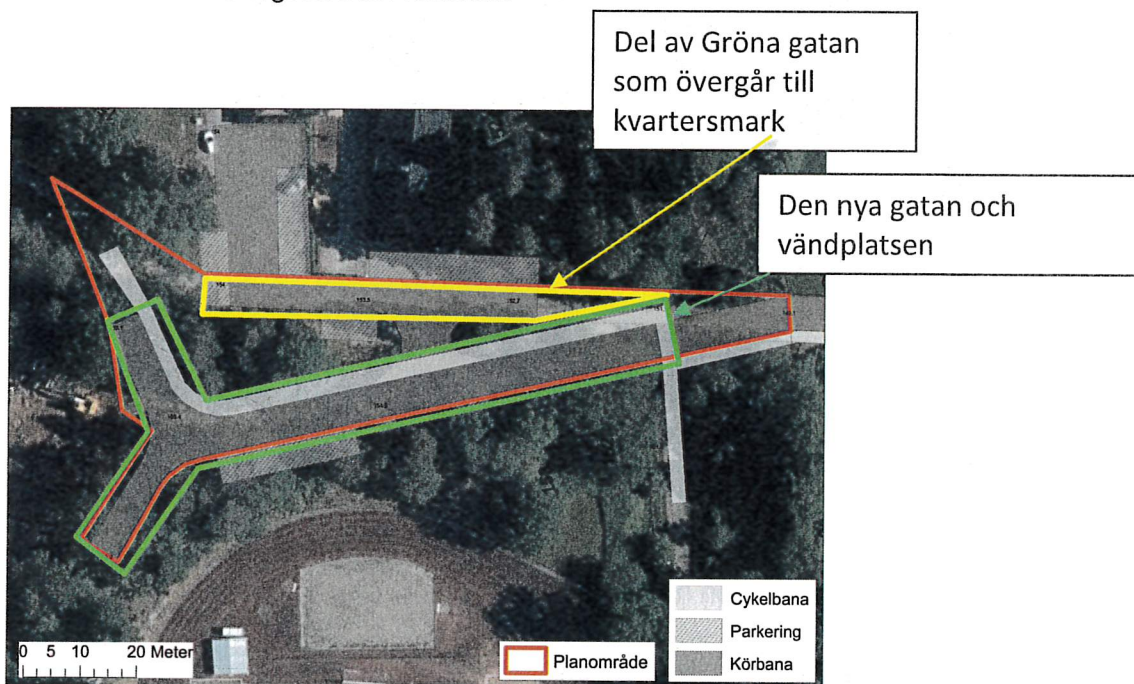 Del av Gröna gatan
som övergår till
kvartersmark
Den nya gatan och
vändplatsen
Cykelbana
Parkering
Körbana
Planområde
0 5 10 20 Meter